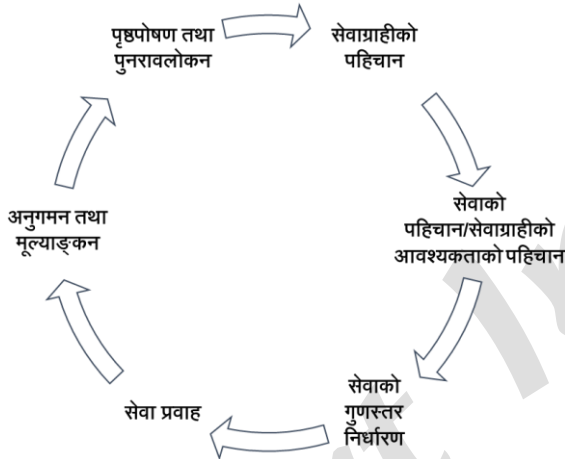 पृष्ठपोषण तथा
पुनरावलोकन
सेवाग्राहीको
पहिचान
सेवाको
पहिचान/सेवाग्राहीको
आवश्यकताको पहिचान
सेवाको
गुणस्तर
निर्धारण
सेवा प्रवाह
अनुगमन तथा
मूल्याङ्कन